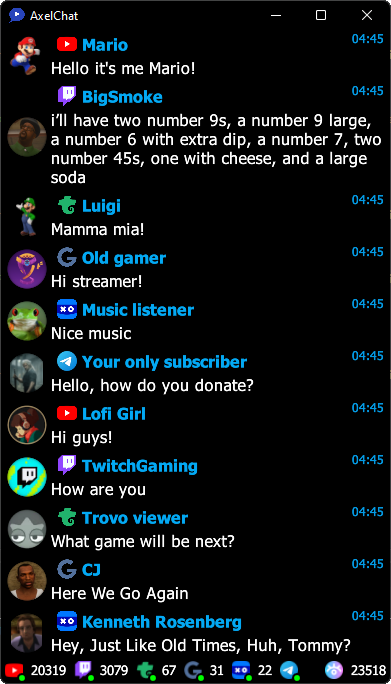 AxelChat
Mario 04:45
Hello it's me Mario!
BigSmoke 04:45
i’ll have two number 9s, a number 9 large,
a number 6 with extra dip, a number 7, two
number 45s, one with cheese, and a large
soda
Luigi 04:45
Mamma mia!
Old gamer 04:45
Hi streamer!
Music listener 04:45
Nice music
Your only subscriber 04:45
Hello, how do you donate?
Lofi Girl 04:45
Hi guys!
TwitchGaming 04:45
How are you
Trovo viewer 04:45
What game will be next?
CJ 04:45
Here We Go Again
Kenneth Rosenberg 04:45
Hey, Just Like Old Times, Huh, Tommy?
20319 3079 67 31 22 23518